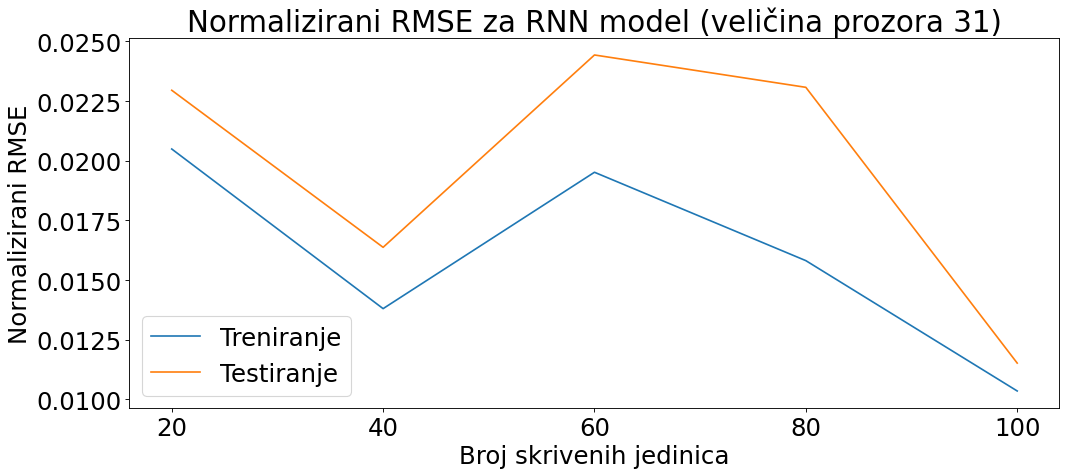 Normalizirani RMSE za RNN model (veličina prozora 31)
Normalizirani RMSE
0.0250
0.0225
0.0200
0.0175
0.0150
0.0125
0.0100
Treniranje
Testiranje
20 40 60 80 100
Broj skrivenih jedinica